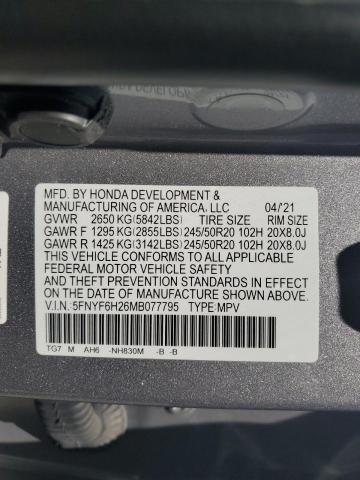 MFD. BY HONDA DEVELOPMENT &
MANUFACTURING OF AMERICA, LLC 04/'21
GVWR 2650 KG (5842LBS) TIRE SIZE RIM SIZE
GAWR F 1295 KG (2855LBS) 245/50R20 102H 20X8.0J
GAWR R 1425 KG (3142LBS) 245/50R20 102H 20X8.0J
THIS VEHICLE CONFORMS TO ALL APPLICABLE
FEDERAL MOTOR VEHICLE SAFETY AND
THEFT PREVENTION STANDARDS IN EFFECT ON
THE DATE OF MANUFACTURE SHOWN ABOVE.
V.I.N. 5FNYF6H26MB077795 TYPE MPV
TG7 M AH6 -NH830M -B -B